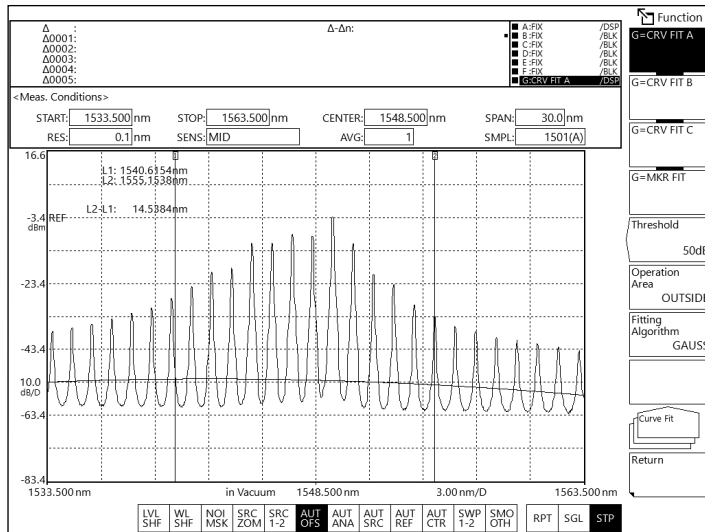 Function
Δ :
Δ0001:
Δ0002:
Δ0003:
Δ0004:
Δ0005:
Δ-Δn:
A:FIX /DSP
B:FIX /BLK
C:FIX /BLK
D:FIX /BLK
E:FIX /BLK
F:FIX /BLK
G:CRV FIT A /DSP
<Meas. Conditions>
START: 1533.500 nm STOP: 1563.500 nm CENTER: 1548.500 nm SPAN: 30.0 nm
RES: 0.1 nm SENS: MID AVG: 1 SMPL: 1501(A)
16.6
1
2
L1: 1540.6154nm
L2: 1555.1538nm
L2-L1: 14.5384nm
-3.4 REF
dBm
-23.4
-43.4
10.0
dB/D
-63.4
-83.4
1533.500 nm in Vacuum 1548.500 nm 3.00 nm/D 1563.500 nm
G=CRV FIT A
G=CRV FIT B
G=CRV FIT C
G=MKR FIT
Threshold
50dB
Operation
Area
OUTSIDE
Fitting
Algorithm
GAUSS
Curve Fit
Return
LVL SHF
WL SHF
NOI MSK
SRC ZOM
SRC 1-2
AUT OFS
AUT ANA
AUT SRC
AUT REF
AUT CTR
SWP 1-2
SMO OTH
RPT
SGL
STP